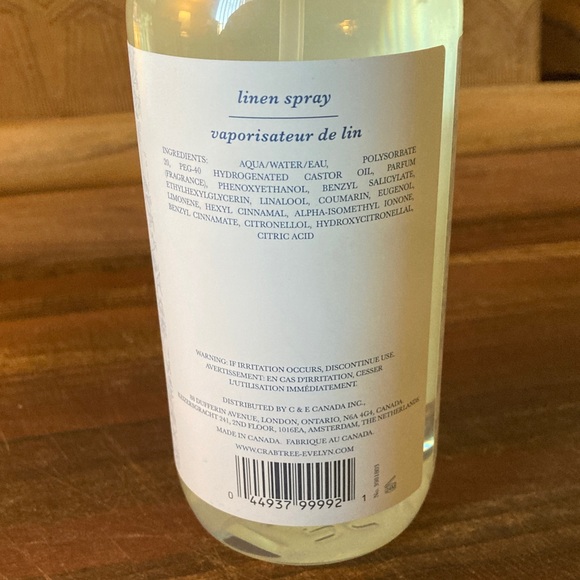 linen spray
vaporisateur de lin
INGREDIENTS: AQUA/WATER/EAU, POLYSORBATE
20, PEG-40 HYDROGENATED CASTOR OIL, PARFUM
(FRAGRANCE), PHENOXYETHANOL, BENZYL SALICYLATE,
ETHYLHEXYLGLYCERIN, LINALOOL, COUMARIN, EUGENOL,
LIMONENE, HEXYL CINNAMAL, ALPHA-ISOMETHYL IONONE,
BENZYL CINNAMATE, CITRONELLOL, HYDROXYCITRONELLAL,
CITRIC ACID
WARNING: IF IRRITATION OCCURS, DISCONTINUE USE.
AVERTISSEMENT: EN CAS D'IRRITATION, CESSER
L'UTILISATION IMMÉDIATEMENT.
DISTRIBUTED BY C & E CANADA INC.,
60 DUFFERIN AVENUE, LONDON, ONTARIO, N6A 4G4, CANADA
KEIZERSGRACHT 241, 2ND FLOOR, 1016EA, AMSTERDAM, THE NETHERLANDS
MADE IN CANADA. FABRIQUE AU CANADA.
WWW.CRABTREE-EVELYN.COM
0 44937 99992 1